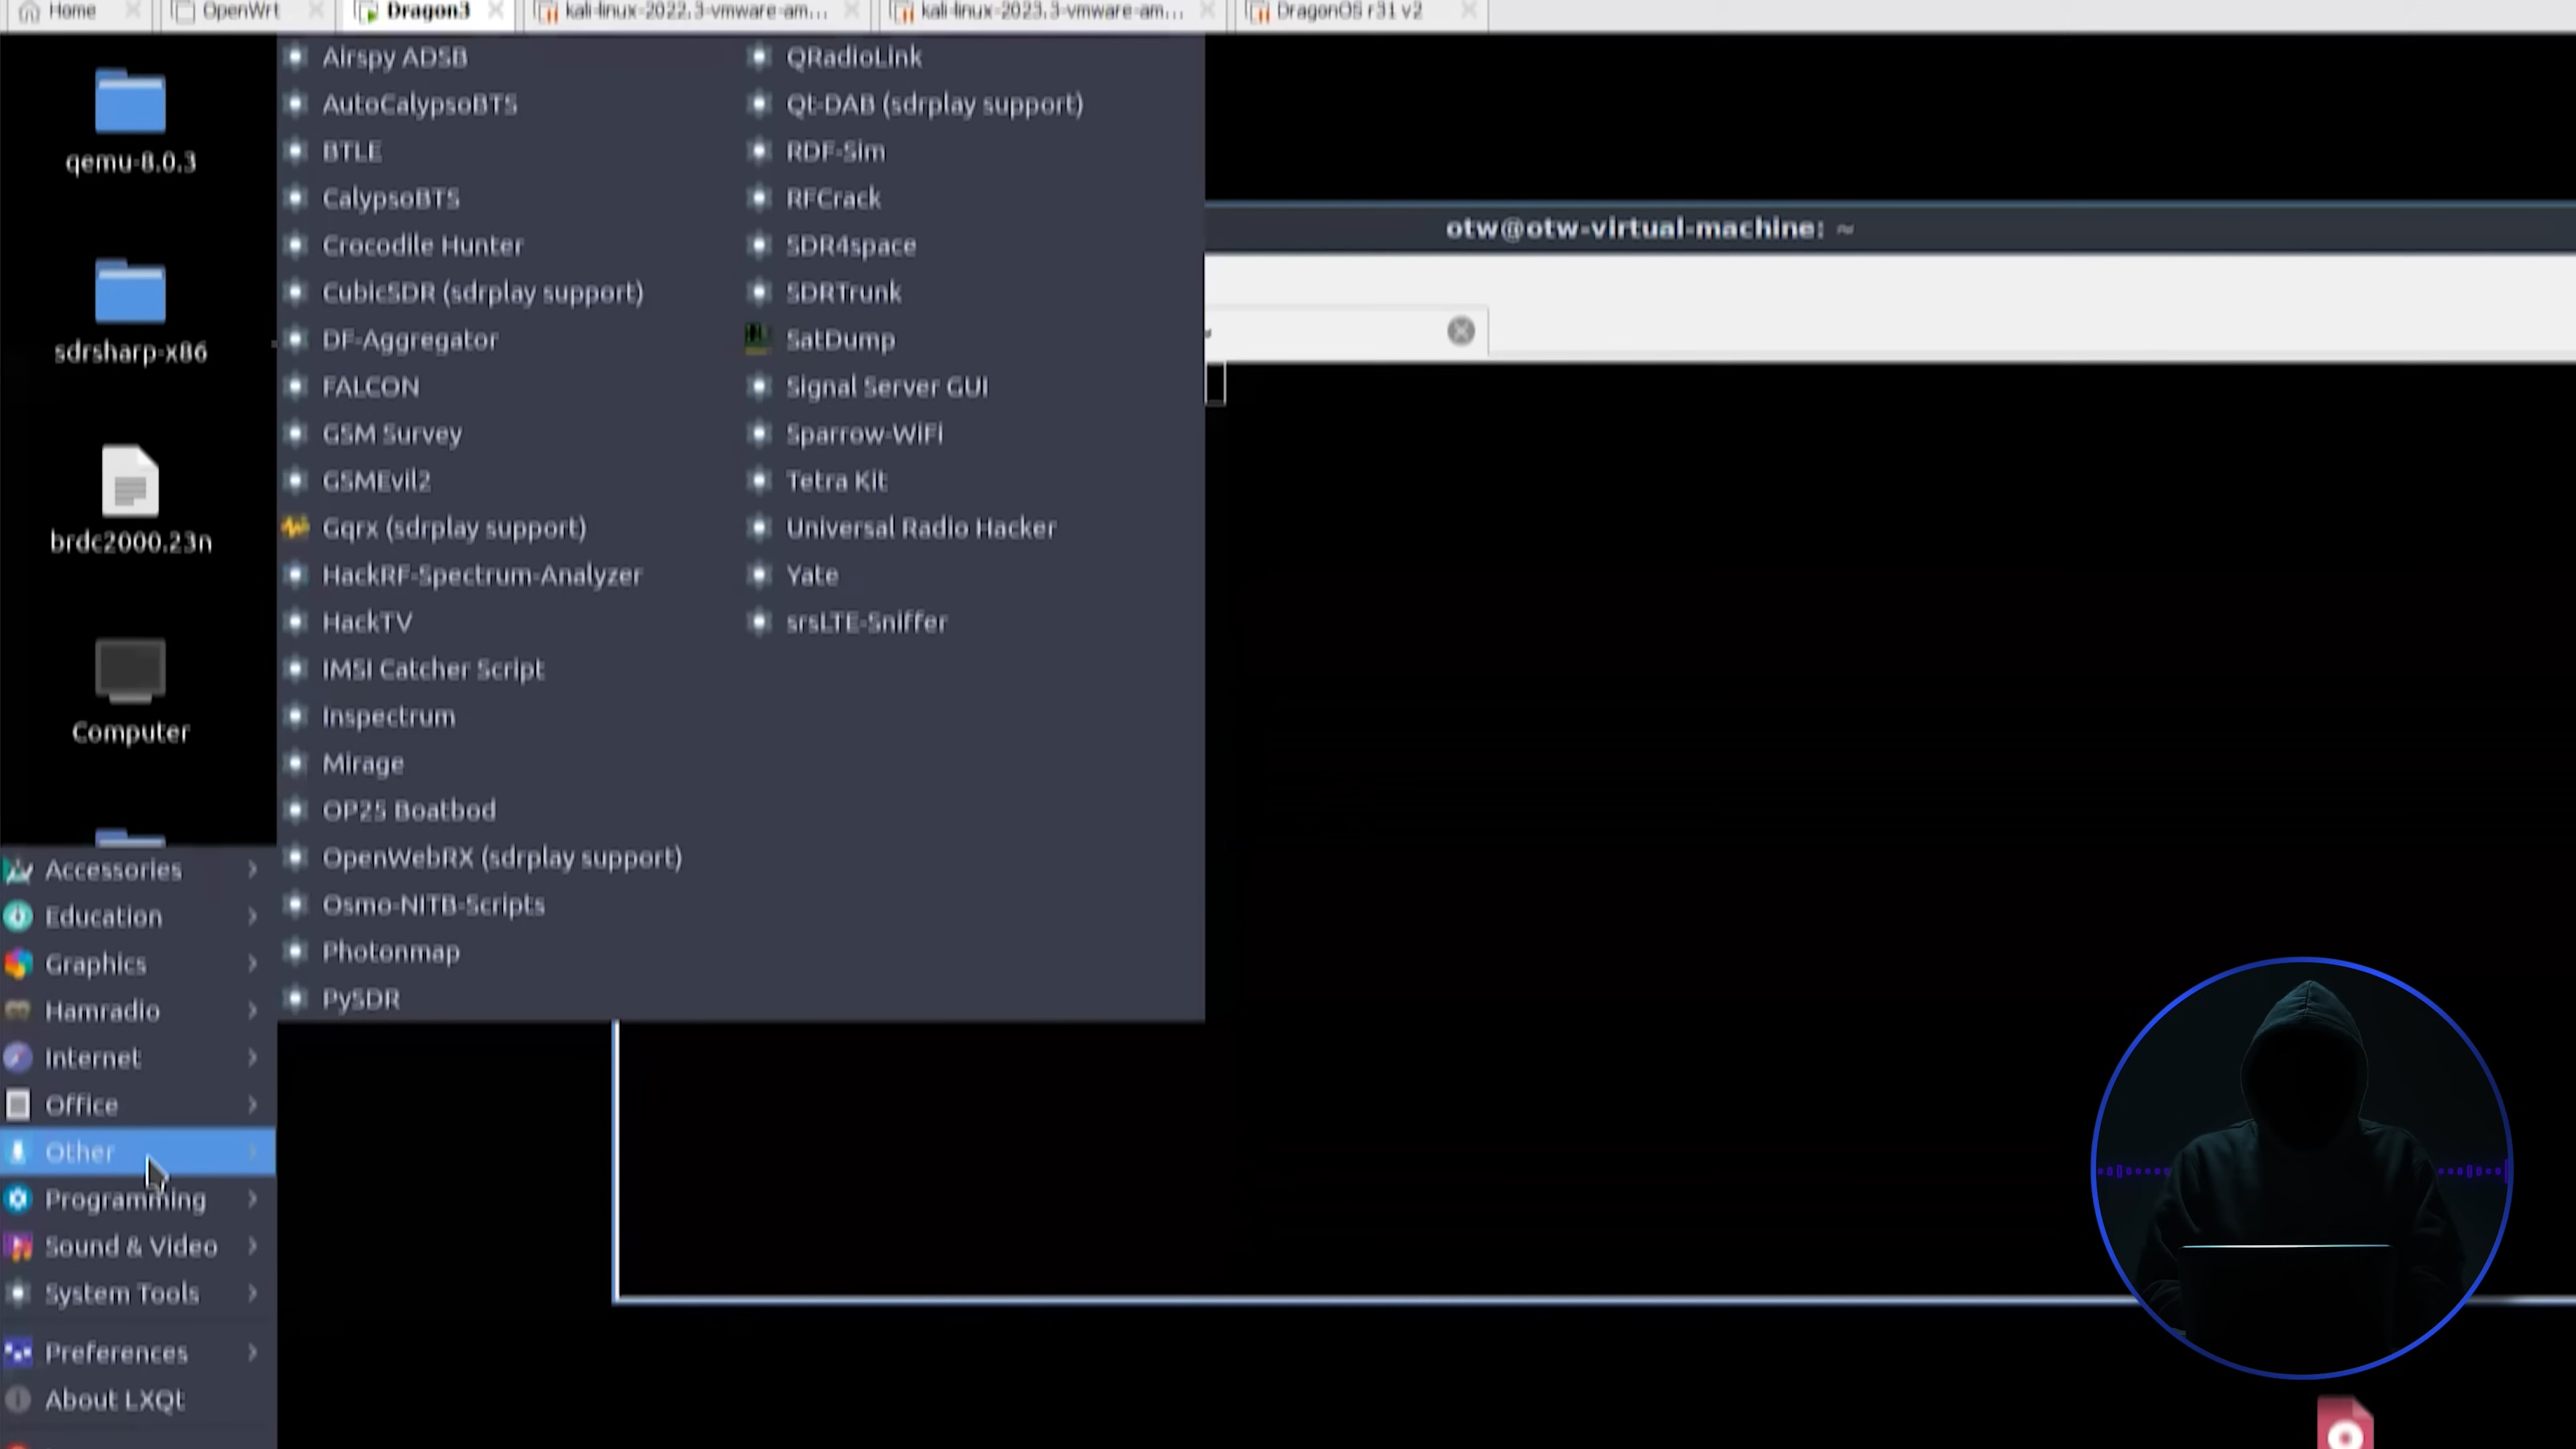 Home
OpenWrt
Dragon3
kali-linux-2022.3-vmware-am...
kali-linux-2023.3-vmware-am...
DragonOS r31 v2
qemu-8.0.3
sdrsharp-x86
brdc2000.23n
Computer
Airspy ADSB
AutoCalypsoBTS
BTLE
CalypsoBTS
Crocodile Hunter
CubicSDR (sdrplay support)
DF-Aggregator
FALCON
GSM Survey
GSMEvil2
Gqrx (sdrplay support)
HackRF-Spectrum-Analyzer
HackTV
IMSI Catcher Script
Inspectrum
Mirage
OP25 Boatbod
OpenWebRX (sdrplay support)
Osmo-NITB-Scripts
Photonmap
PySDR
QRadioLink
Qt-DAB (sdrplay support)
RDF-Sim
RFCrack
SDR4space
SDRTrunk
SatDump
Signal Server GUI
Sparrow-WiFi
Tetra Kit
Universal Radio Hacker
Yate
srsLTE-Sniffer
otw@otw-virtual-machine: ~
Accessories
Education
Graphics
Hamradio
Internet
Office
Other
Programming
Sound & Video
System Tools
Preferences
About LXQt